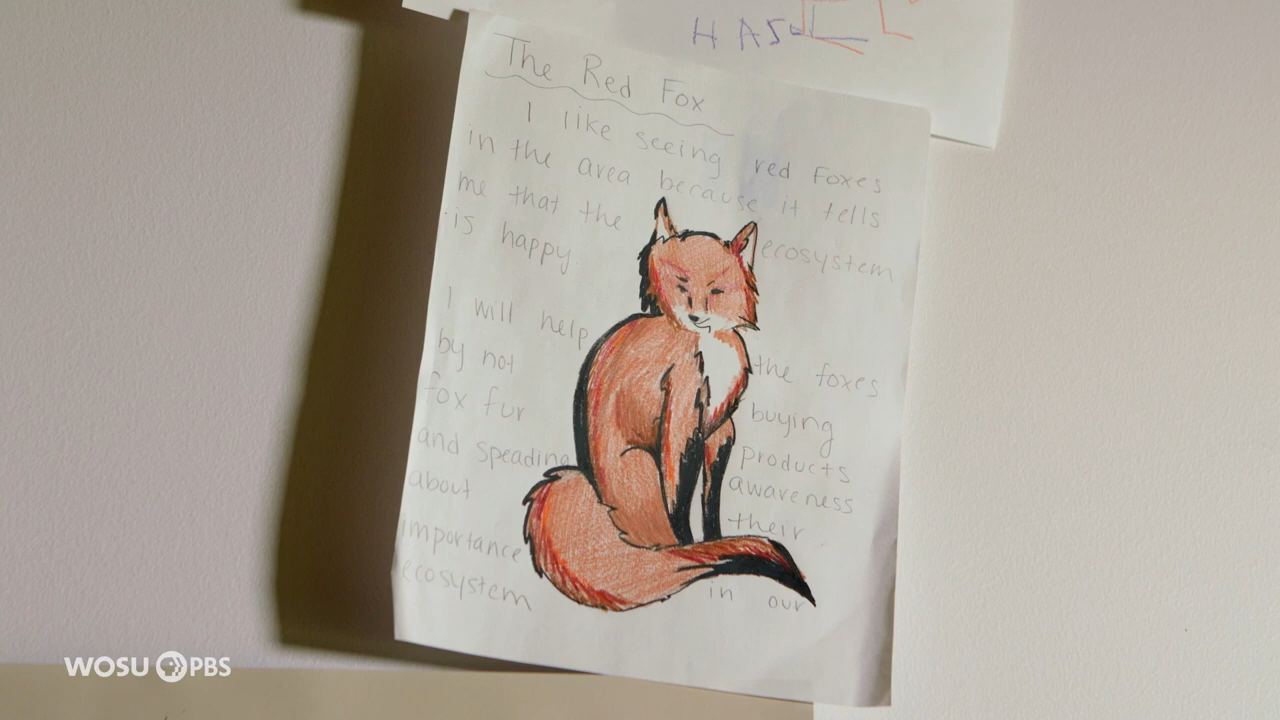 HAS
The Red Fox
I like seeing red foxes
in the area because it tells
me that the ecosystem
is happy
I will help the foxes
by not buying
fox fur products
and speading awareness
about their
importance in our
ecosystem
WOSU PBS